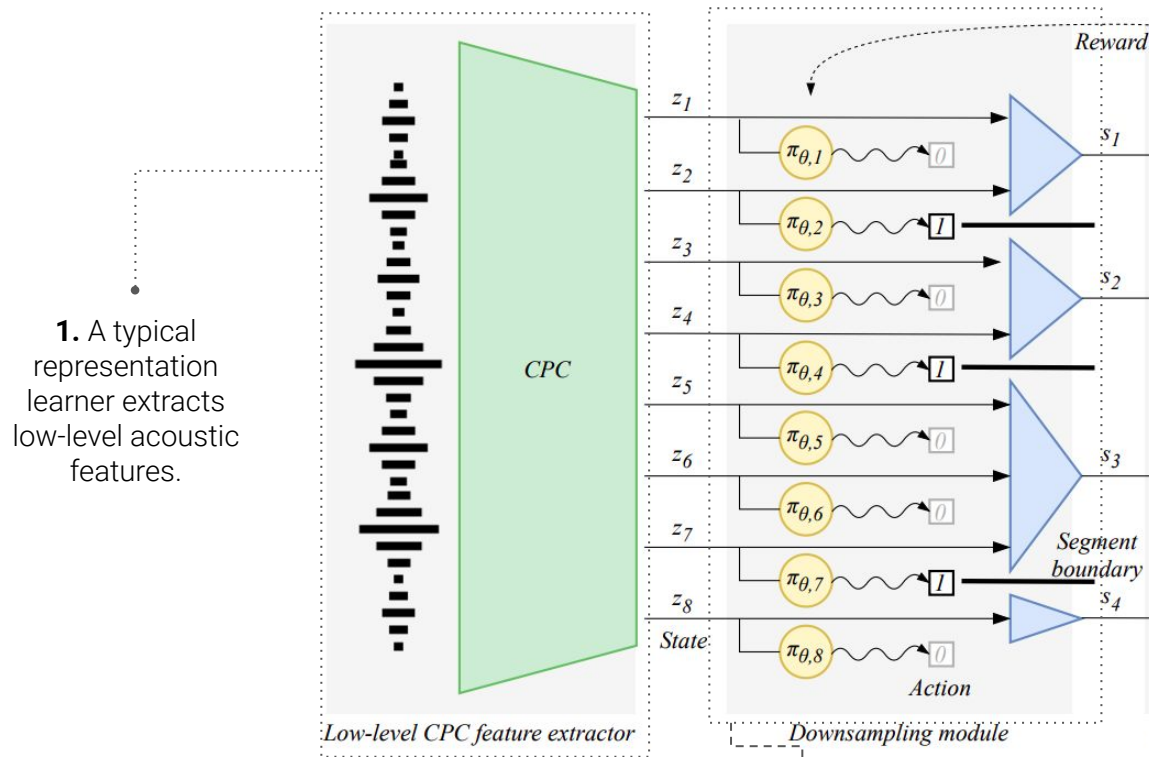 1. A typical
representation
learner extracts
low-level acoustic
features.
CPC
Low-level CPC feature extractor
Reward
z1
πθ,1
0
s1
z2
πθ,2
1
z3
πθ,3
0
s2
z4
πθ,4
1
z5
πθ,5
0
z6
s3
πθ,6
0
z7
Segment
boundary
πθ,7
1
z8
s4
State
πθ,8
0
Action
Downsampling module